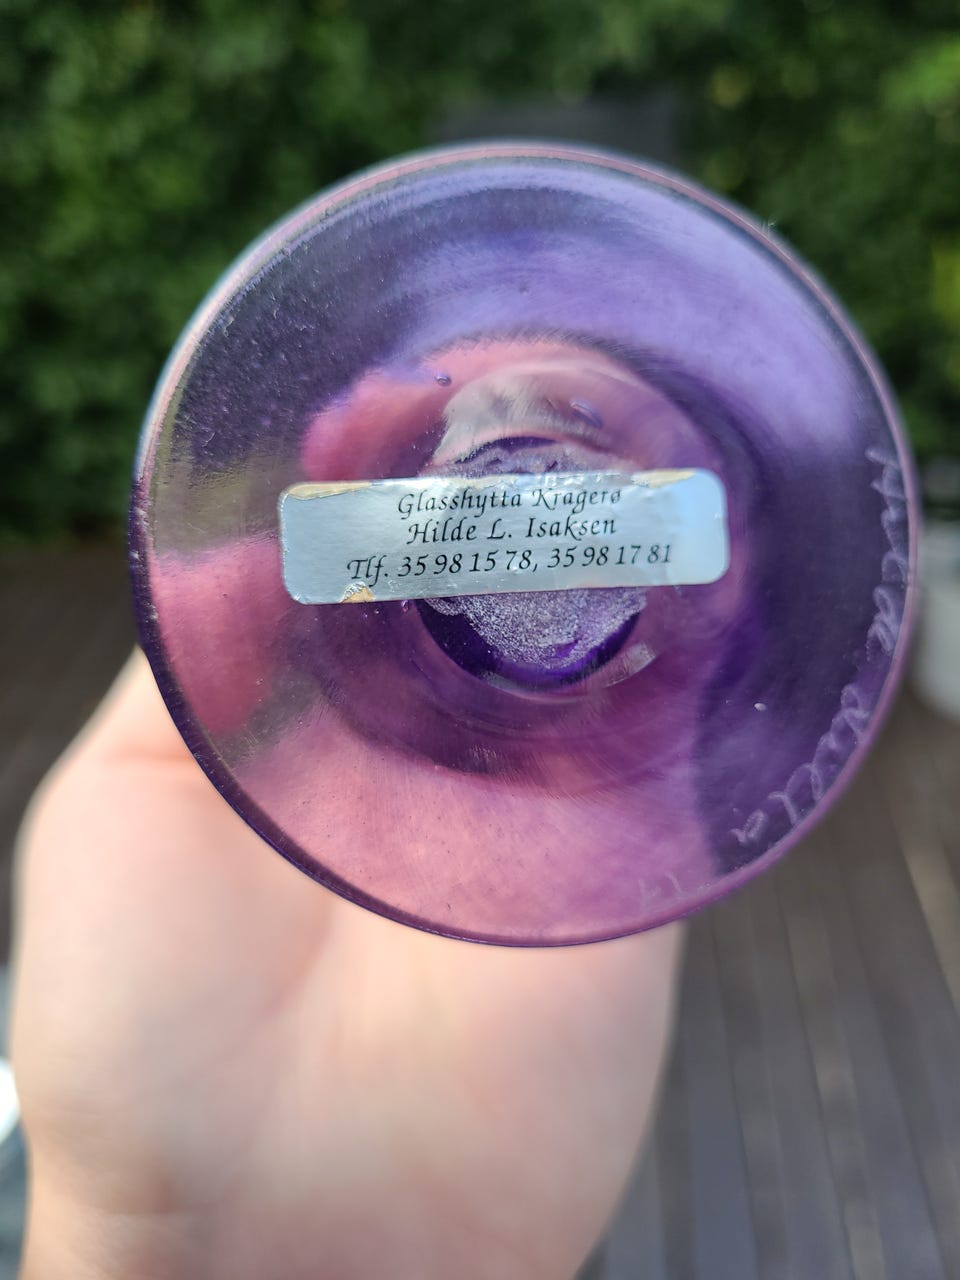 Glasshytta Kragerø
Hilde L. Isaksen
Tlf. 35 98 15 78, 35 98 17 81